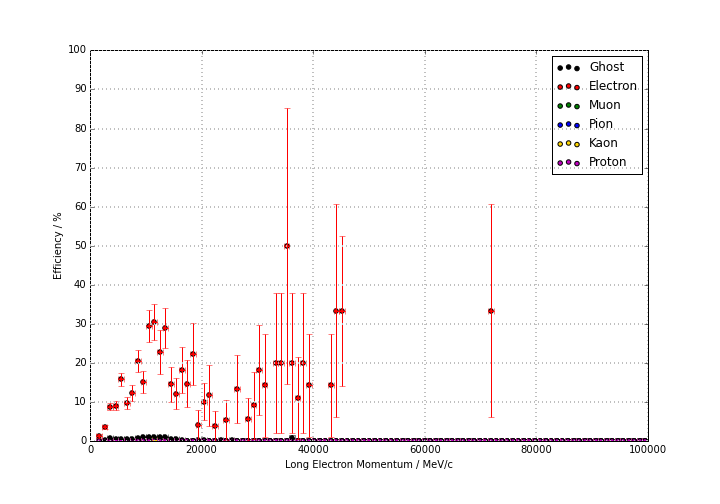 100
90
80
70
60
50
40
30
20
10
0
Efficiency / %
0
20000
40000
60000
80000
100000
Long Electron Momentum / MeV/c
Ghost
Electron
Muon
Pion
Kaon
Proton